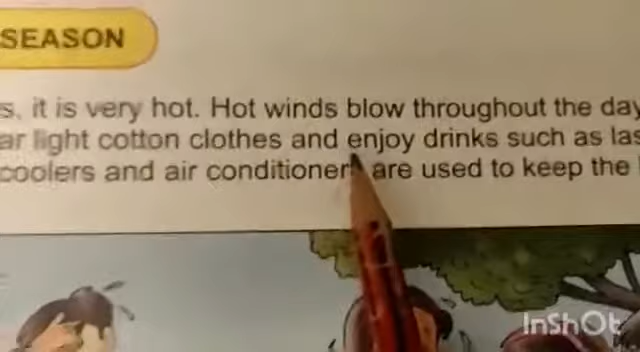 SEASON
s, it is very hot. Hot winds blow throughout the day
ar light cotton clothes and enjoy drinks such as las
coolers and air conditioner are used to keep the
InShOt